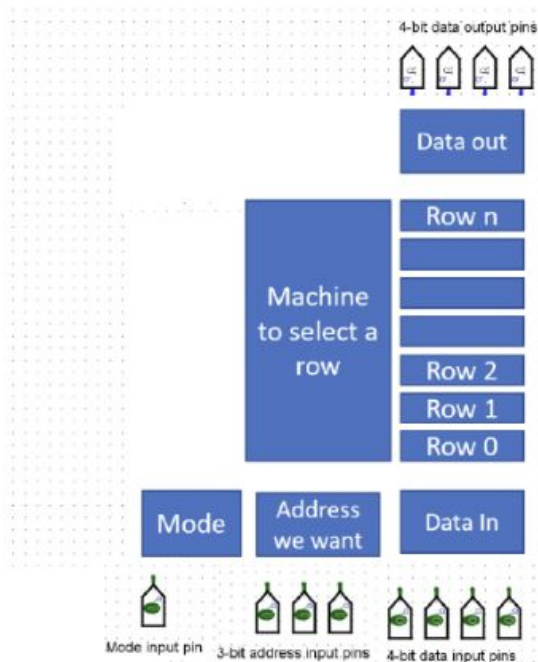 4-bit data output pins
Data out
Row n
Machine
to select a
row
Row 2
Row 1
Row 0
Mode
Address
we want
Data In
Mode input pin
3-bit address input pins
4-bit data input pins